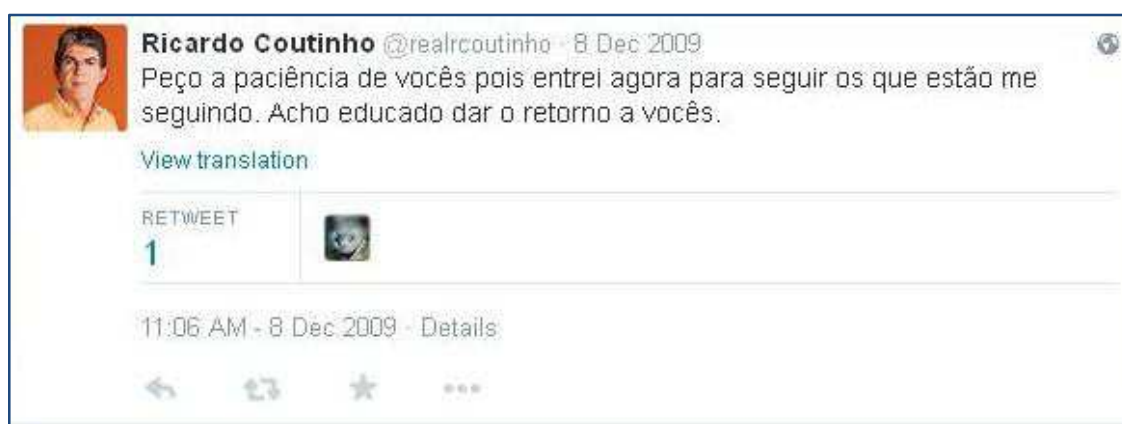 Ricardo Coutinho @realrcoutinho · 8 Dec 2009
Peço a paciência de vocês pois entrei agora para seguir os que estão me
seguindo. Acho educado dar o retorno a vocês.
View translation
RETWEET
1
11:06 AM - 8 Dec 2009 · Details